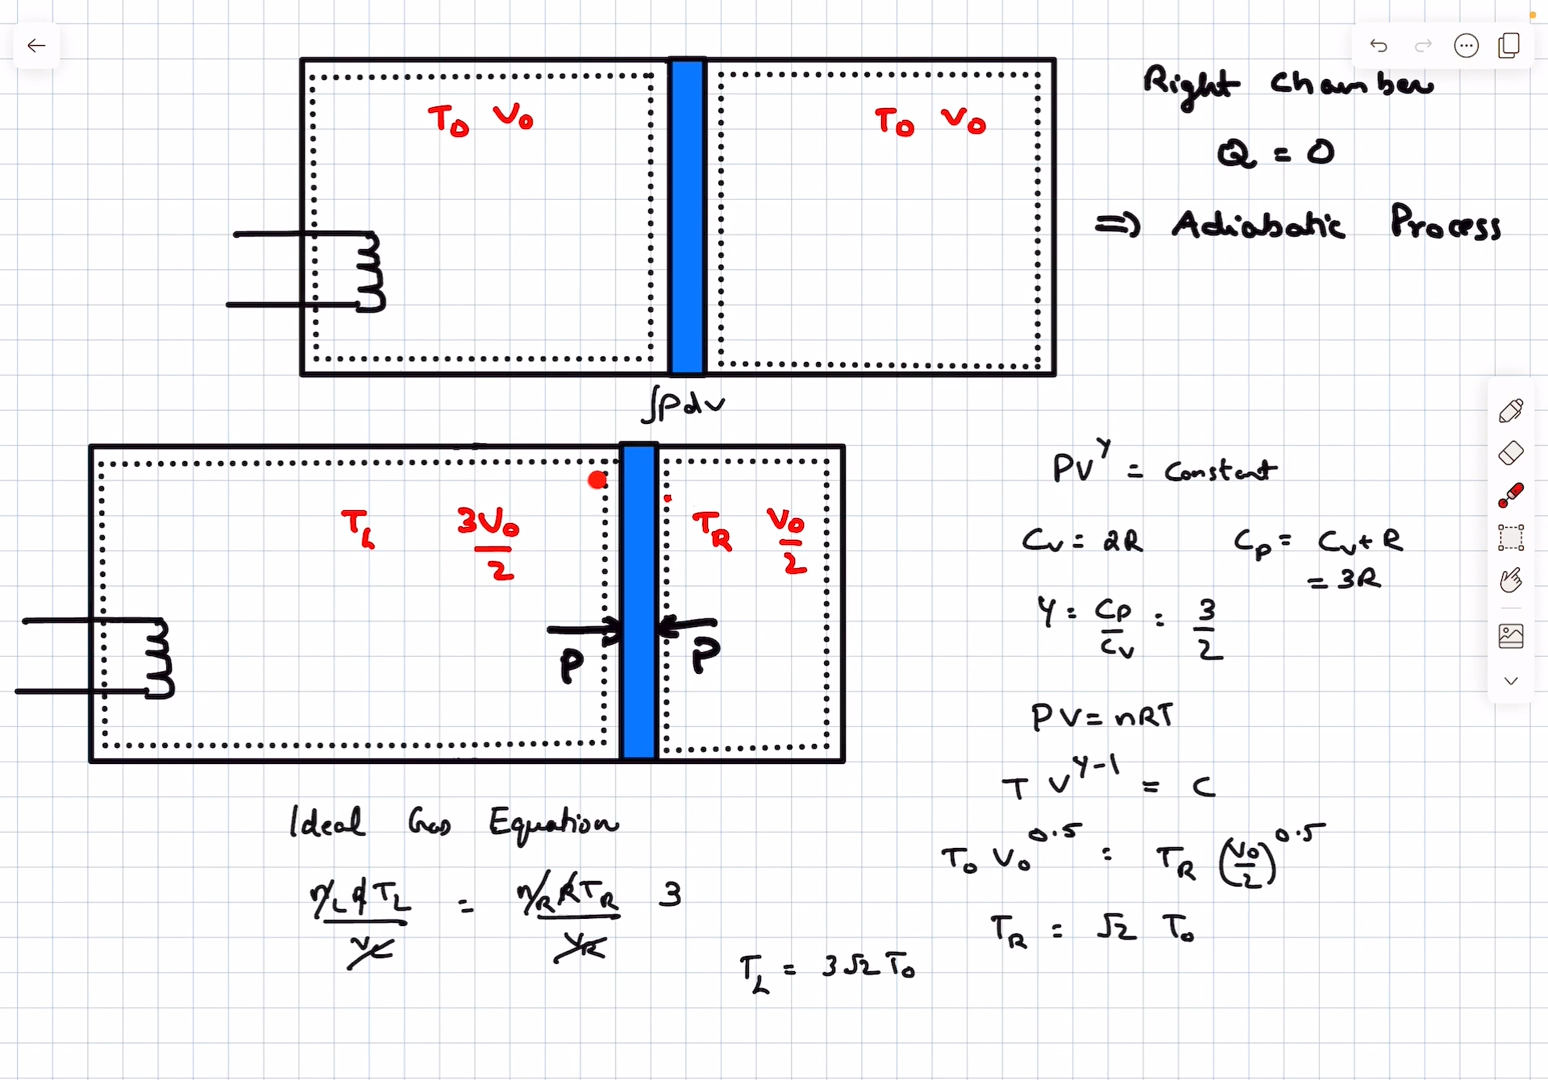 T₀ V₀
T₀ V₀
Right Chamber
Q = 0
⇒ Adiabatic Process
∫PdV
T_L 3V₀/2
T_R V₀/2
P
P
PV^γ = Constant
Cv = 2R Cp = Cv + R
= 3R
γ = Cp/Cv = 3/2
PV = nRT
T V^(γ-1) = C
T₀ V₀^0.5 = T_R (V₀/2)^0.5
T_R = √2 T₀
Ideal Gas Equation
n_L R T_L / V_L = n_R R T_R / V_R 3
T_L = 3√2 T₀